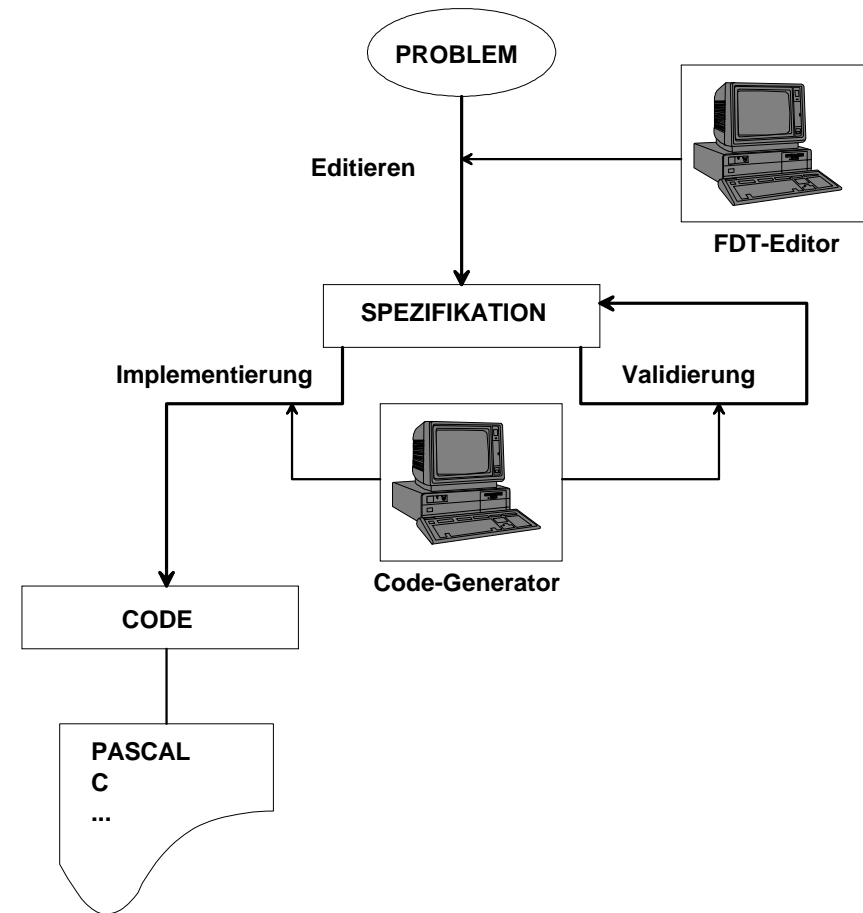 PROBLEM
Editieren
FDT-Editor
SPEZIFIKATION
Implementierung
Validierung
Code-Generator
CODE
PASCAL
C
...